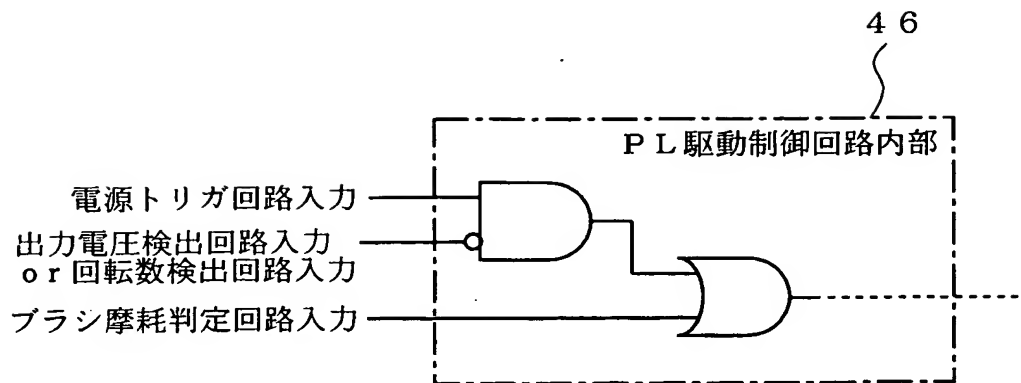 ４６
ＰＬ駆動制御回路内部
電源トリガ回路入力
出力電圧検出回路入力
ｏｒ回転数検出回路入力
ブラシ摩耗判定回路入力